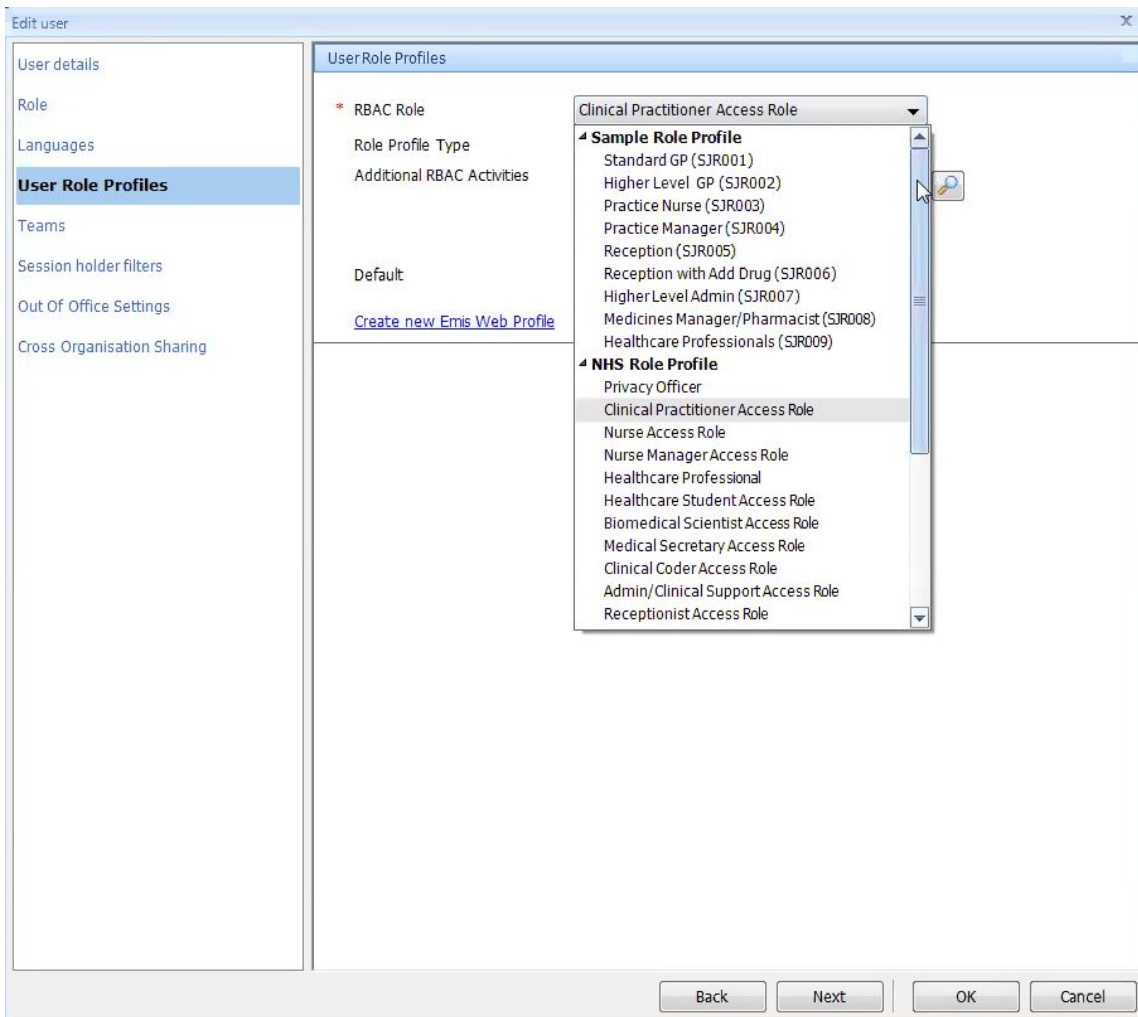 Edit user
x
User details
Role
Languages
User Role Profiles
Teams
Session holder filters
Out Of Office Settings
Cross Organisation Sharing
User Role Profiles
* RBAC Role
Clinical Practitioner Access Role
Role Profile Type
Additional RBAC Activities
Default
Create new Emis Web Profile
Sample Role Profile
Standard GP (SJR001)
Higher Level GP (SJR002)
Practice Nurse (SJR003)
Practice Manager (SJR004)
Reception (SJR005)
Reception with Add Drug (SJR006)
Higher Level Admin (SJR007)
Medicines Manager/Pharmacist (SJR008)
Healthcare Professionals (SJR009)
NHS Role Profile
Privacy Officer
Clinical Practitioner Access Role
Nurse Access Role
Nurse Manager Access Role
Healthcare Professional
Healthcare Student Access Role
Biomedical Scientist Access Role
Medical Secretary Access Role
Clinical Coder Access Role
Admin/Clinical Support Access Role
Receptionist Access Role
Back
Next
OK
Cancel